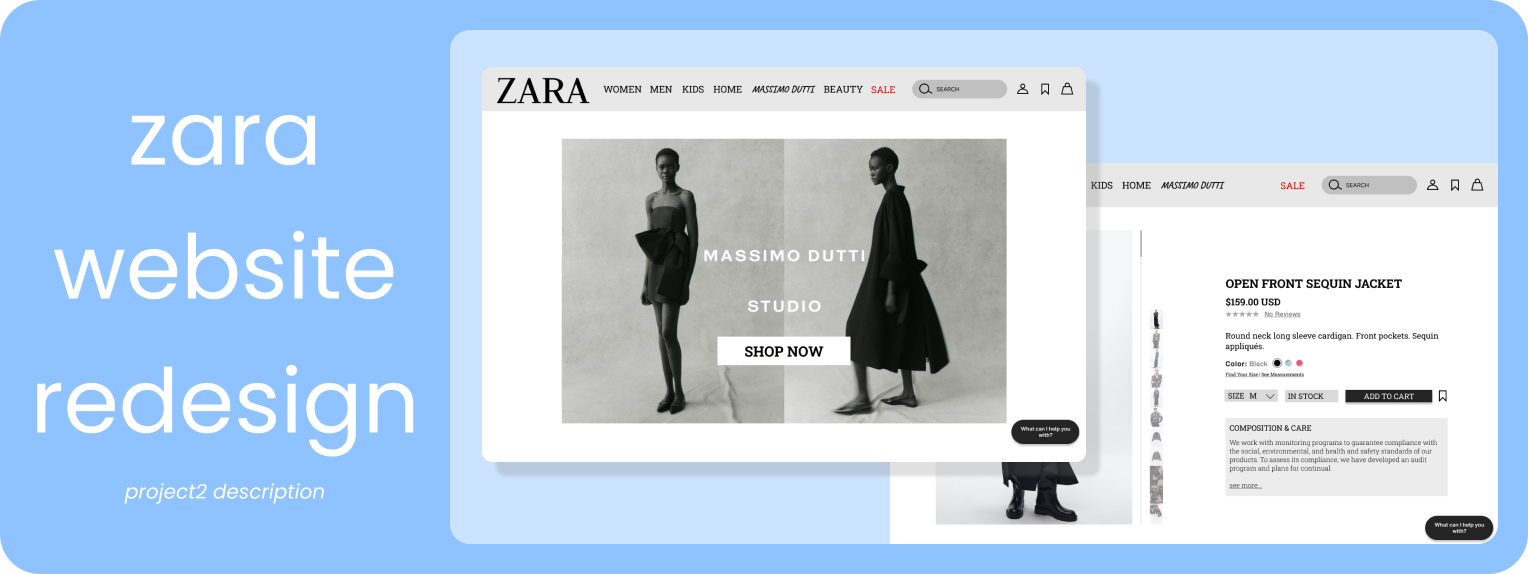 zara
website
redesign
project2 description
ZARA WOMEN MEN KIDS HOME MASSIMO DUTTI BEAUTY SALE SEARCH
MASSIMO DUTTI
STUDIO
SHOP NOW
What can I help you
with?
KIDS HOME MASSIMO DUTTI SALE SEARCH
OPEN FRONT SEQUIN JACKET
$159.00 USD
No Reviews
Round neck long sleeve cardigan. Front pockets. Sequin
appliqués.
Color: Black
Find Your Size | See Measurements
SIZE M IN STOCK ADD TO CART
COMPOSITION & CARE
We work with monitoring programs to guarantee compliance with
the social, environmental, and health and safety standards of our
products. To assess its compliance, we have developed an audit
program and plans for continual.
see more..
What can I help you
with?